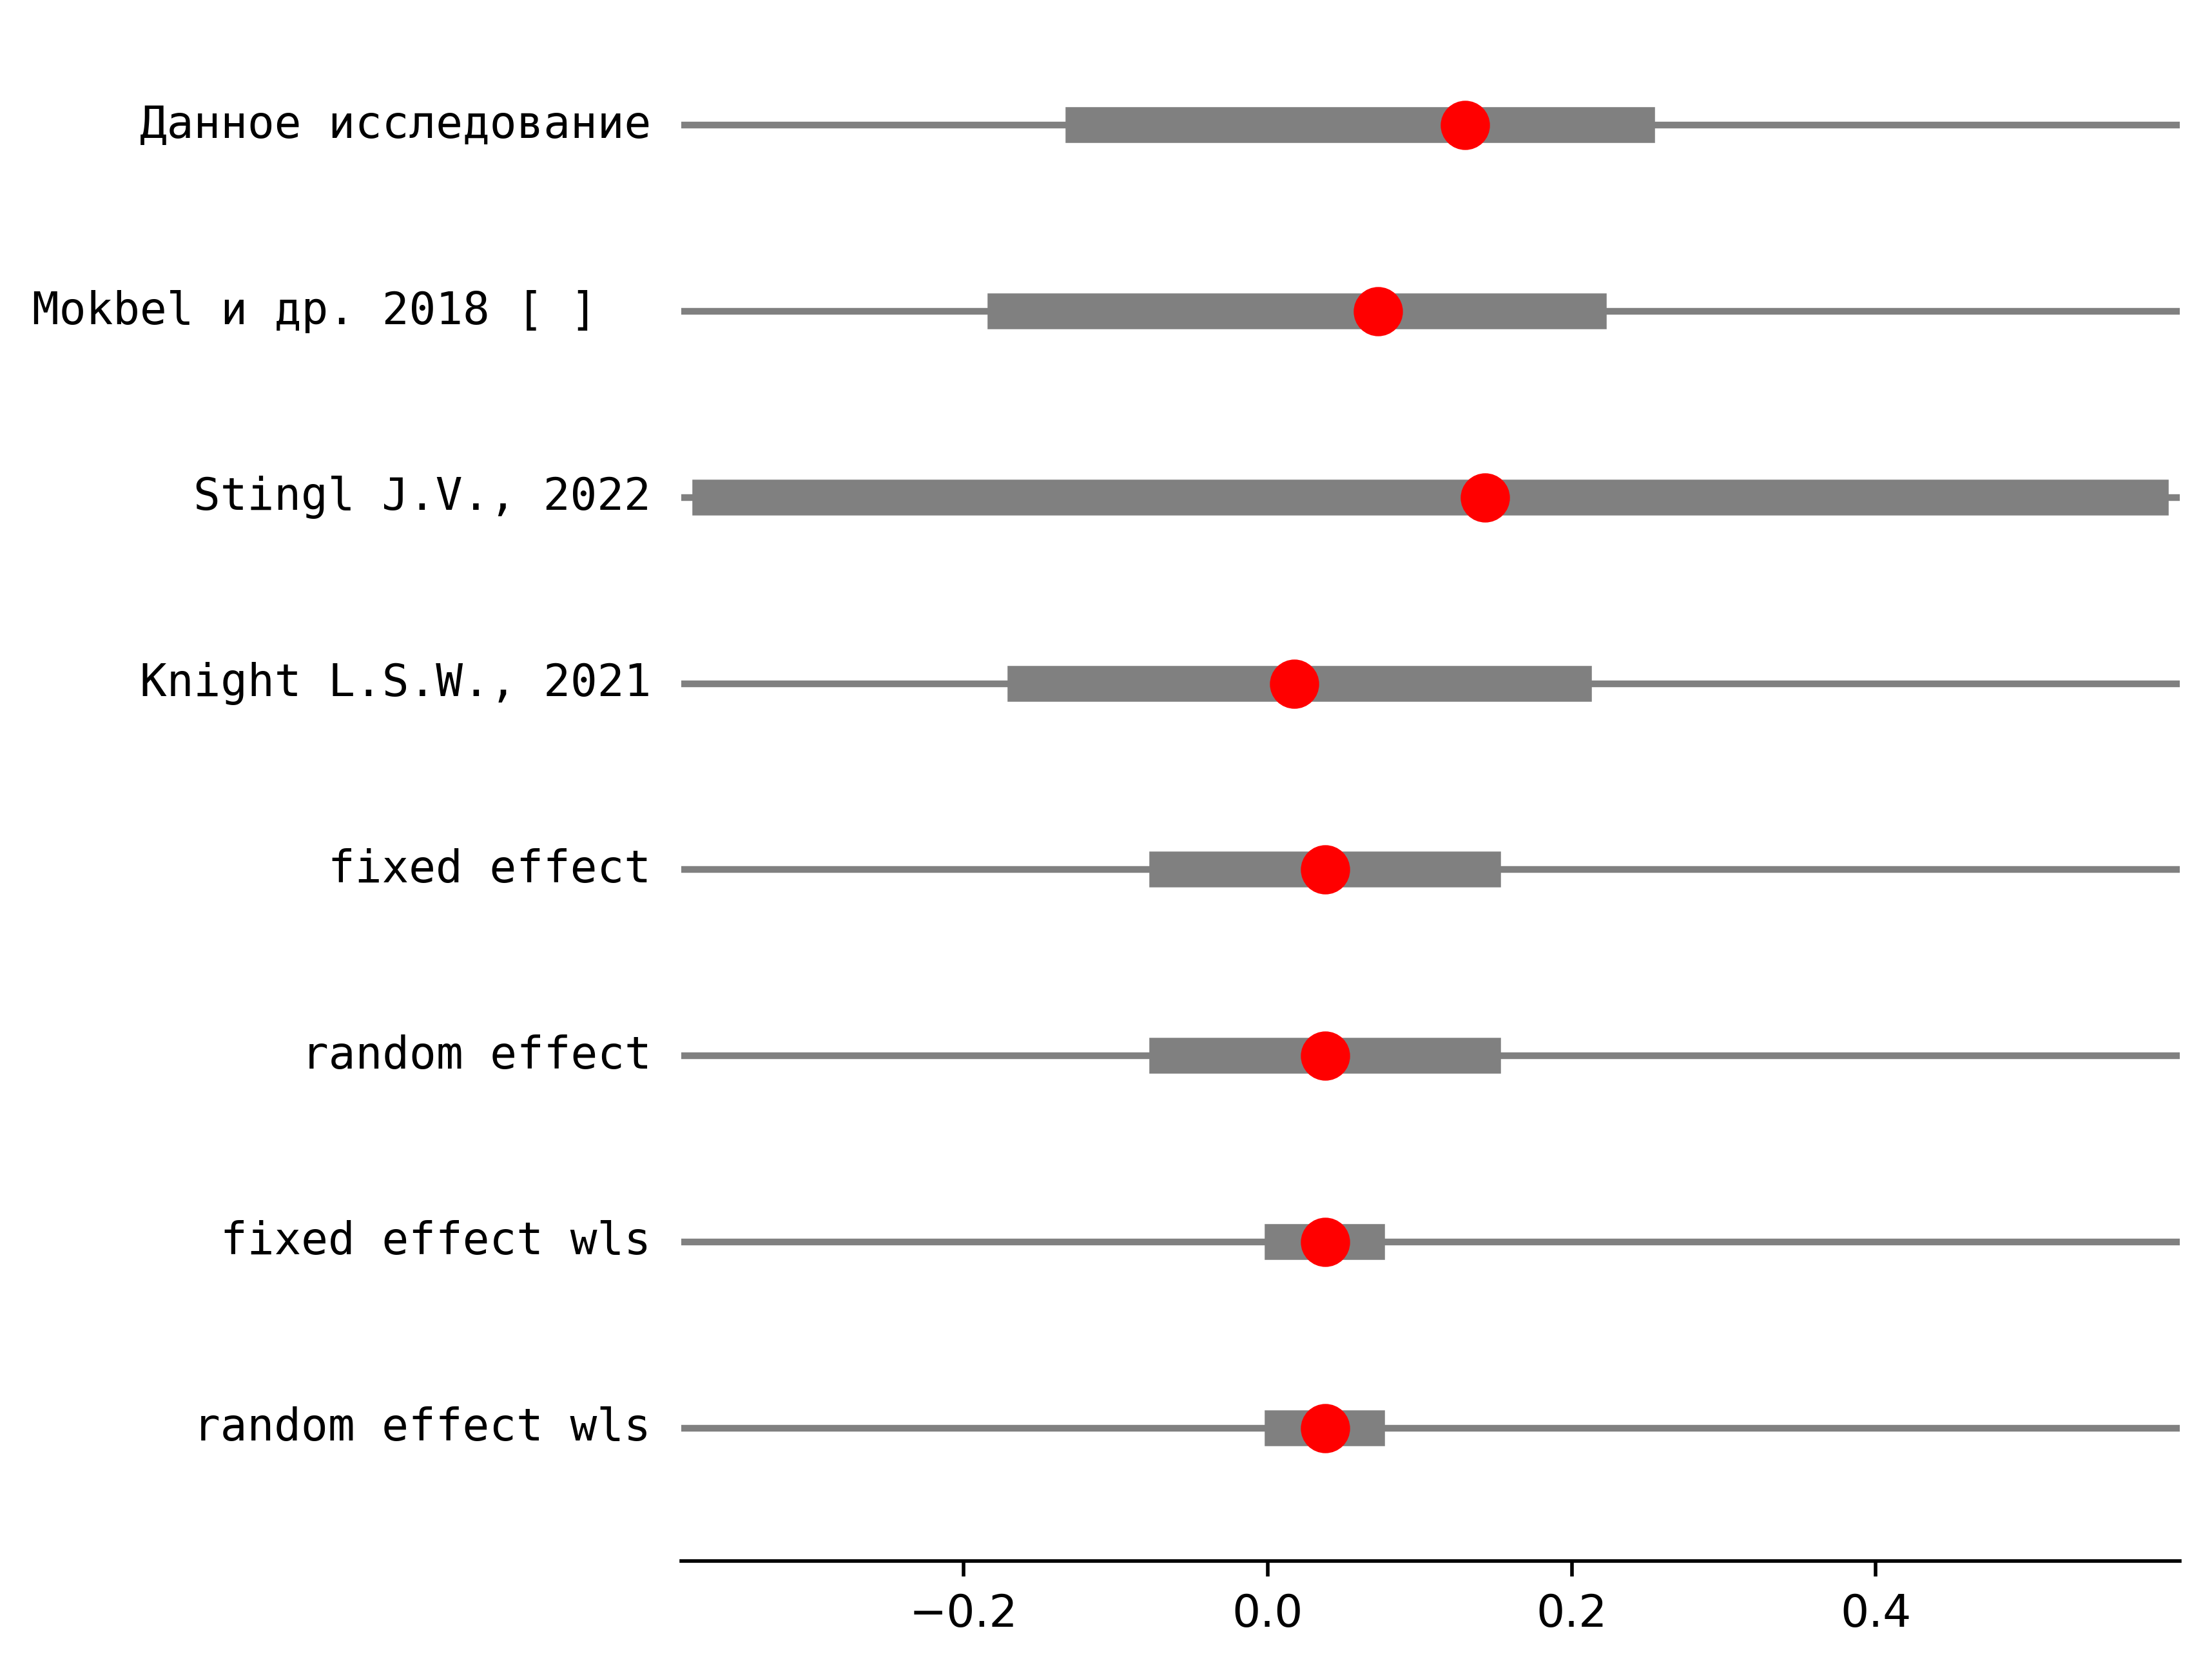 Данное исследование
Mokbel и др. 2018 [ ]
Stingl J.V., 2022
Knight L.S.W., 2021
fixed effect
random effect
fixed effect wls
random effect wls
−0.2 0.0 0.2 0.4